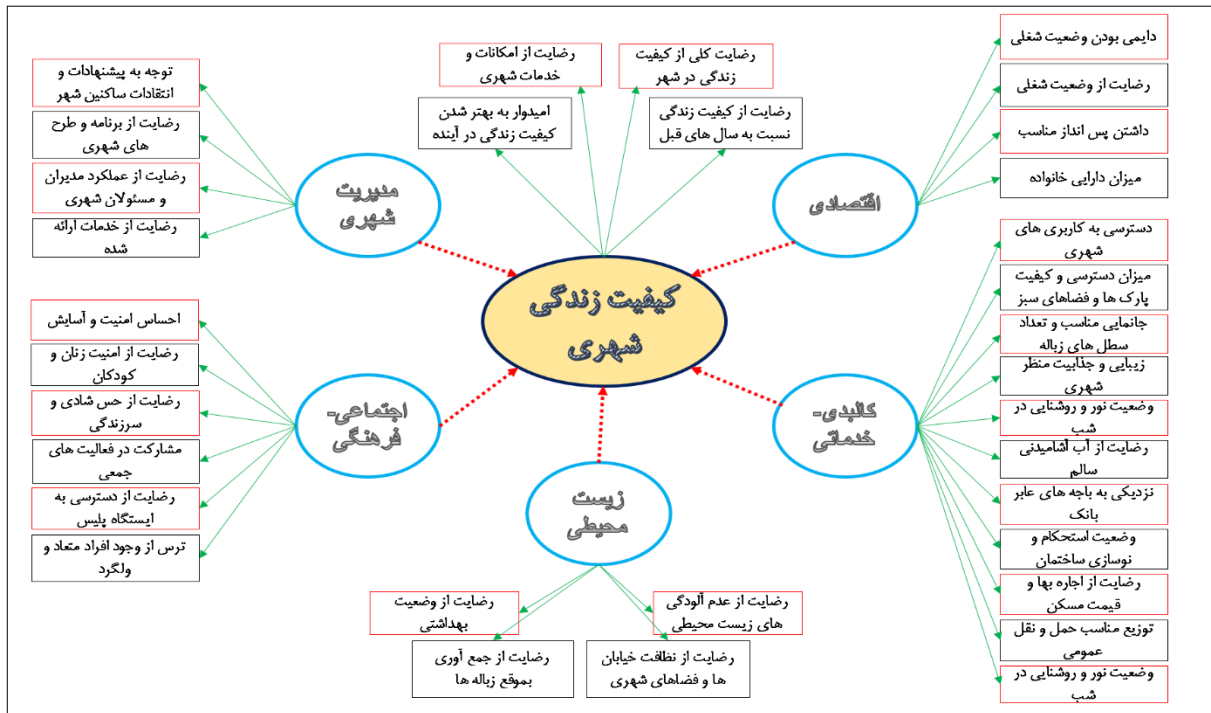 دایمی بودن وضعیت شغلی
رضایت از وضعیت شغلی
داشتن پس انداز مناسب
میزان دارایی خانواده
اقتصادی
رضایت کلی از کیفیت
زندگی در شهر
رضایت از امکانات و
خدمات شهری
رضایت از کیفیت زندگی
نسبت به سال های قبل
امیدوار به بهتر شدن
کیفیت زندگی در آینده
مدیریت
شهری
توجه به پیشنهادات و
انتقادات ساکنین شهر
رضایت از برنامه و طرح
های شهری
رضایت از عملکرد مدیران
و مسئولان شهری
رضایت از خدمات ارائه
شده
کیفیت زندگی
شهری
دسترسی به کاربری های
شهری
میزان دسترسی و کیفیت
پارک ها و فضاهای سبز
جانمایی مناسب و تعداد
سطل های زباله
زیبایی و جذابیت منظر
شهری
وضعیت نور و روشنایی در
شب
رضایت از آب آشامیدنی
سالم
نزدیکی به باجه های عابر
بانک
وضعیت استحکام و
نوسازی ساختمان
رضایت از اجاره بها و
قیمت مسکن
توزیع مناسب حمل و نقل
عمومی
وضعیت نور و روشنایی در
شب
کالبدی-
خدماتی
زیست
محیطی
رضایت از عدم آلودگی
های زیست محیطی
رضایت از وضعیت
بهداشتی
رضایت از نظافت خیابان
ها و فضاهای شهری
رضایت از جمع آوری
بموقع زباله ها
اجتماعی-
فرهنگی
احساس امنیت و آسایش
رضایت از امنیت زنان و
کودکان
رضایت از حس شادی و
سرزندگی
مشارکت در فعالیت های
جمعی
رضایت از دسترسی به
ایستگاه پلیس
ترس از وجود افراد متعاد و
ولگرد